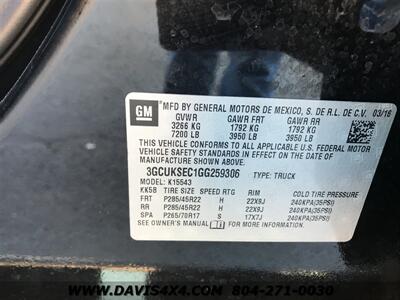 GM
MFD BY GENERAL MOTORS DE MEXICO, S. DE R.L. DE C.V. 03/16
GVWR GAWR FRT GAWR RR
3266 KG 1792 KG 1792 KG
7200 LB 3950 LB 3950 LB
THIS VEHICLE CONFORMS TO ALL APPLICABLE U.S. FEDERAL MOTOR
VEHICLE SAFETY STANDARDS IN EFFECT ON THE DATE OF
MANUFACTURE SHOWN ABOVE.
3GCUKSEC1GG259306 TYPE: TRUCK
MODEL: K15543
KK5B TIRE SIZE SPEED RTG RIM COLD TIRE PRESSURE
FRT P285/45R22 H 22X9J 240KPA(35PSI)
RR P285/45R22 H 22X9J 240KPA(35PSI)
SPA P265/70R17 S 17X7J 240KPA(35PSI)
SEE OWNER'S MANUAL FOR MORE INFORMATION.
WWW.DAVIS4X4.COM - 804-271-0030